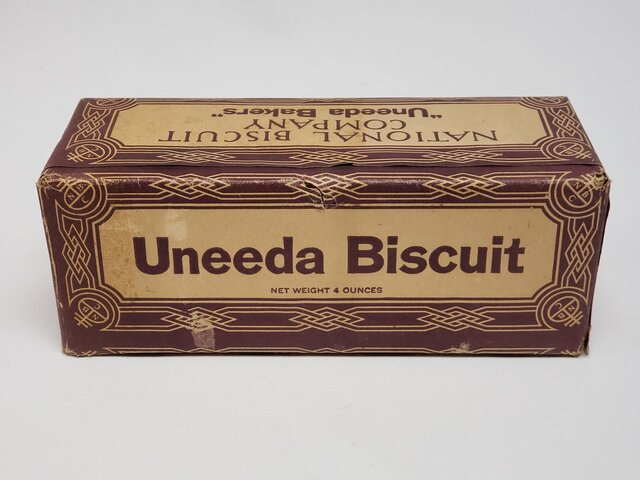 NATIONAL BISCUIT
COMPANY
"Uneeda Bakers"
Uneeda Biscuit
NET WEIGHT 4 OUNCES
N B C
N B C
N B
N B